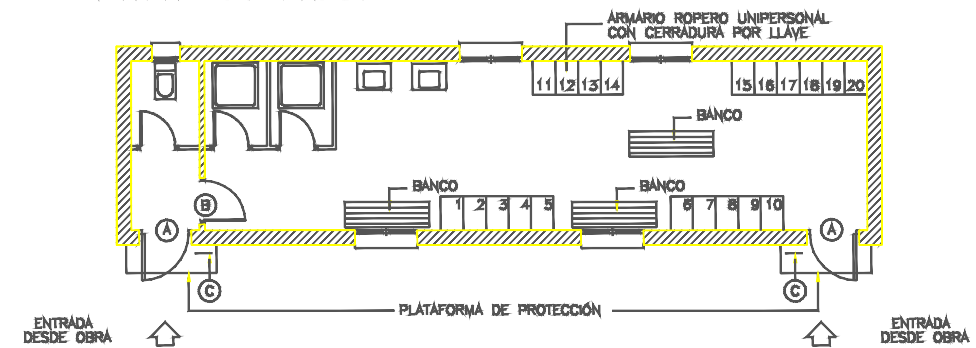 ARMARIO ROPERO UNIPERSONAL
CON CERRADURA POR LLAVE
11 12 13 14
15 16 17 18 19 20
BANCO
BANCO
BANCO
1 2 3 4 5
6 7 8 9 10
B
A
A
C
C
PLATAFORMA DE PROTECCIÓN
ENTRADA
DESDE OBRA
ENTRADA
DESDE OBRA